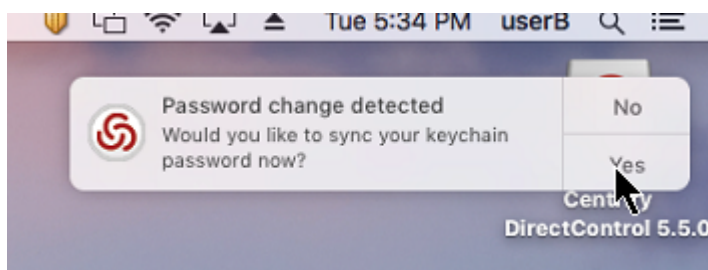 Tue 5:34 PM userB
Password change detected
Would you like to sync your keychain
password now?
No
Yes
Centrify
DirectControl 5.5.0